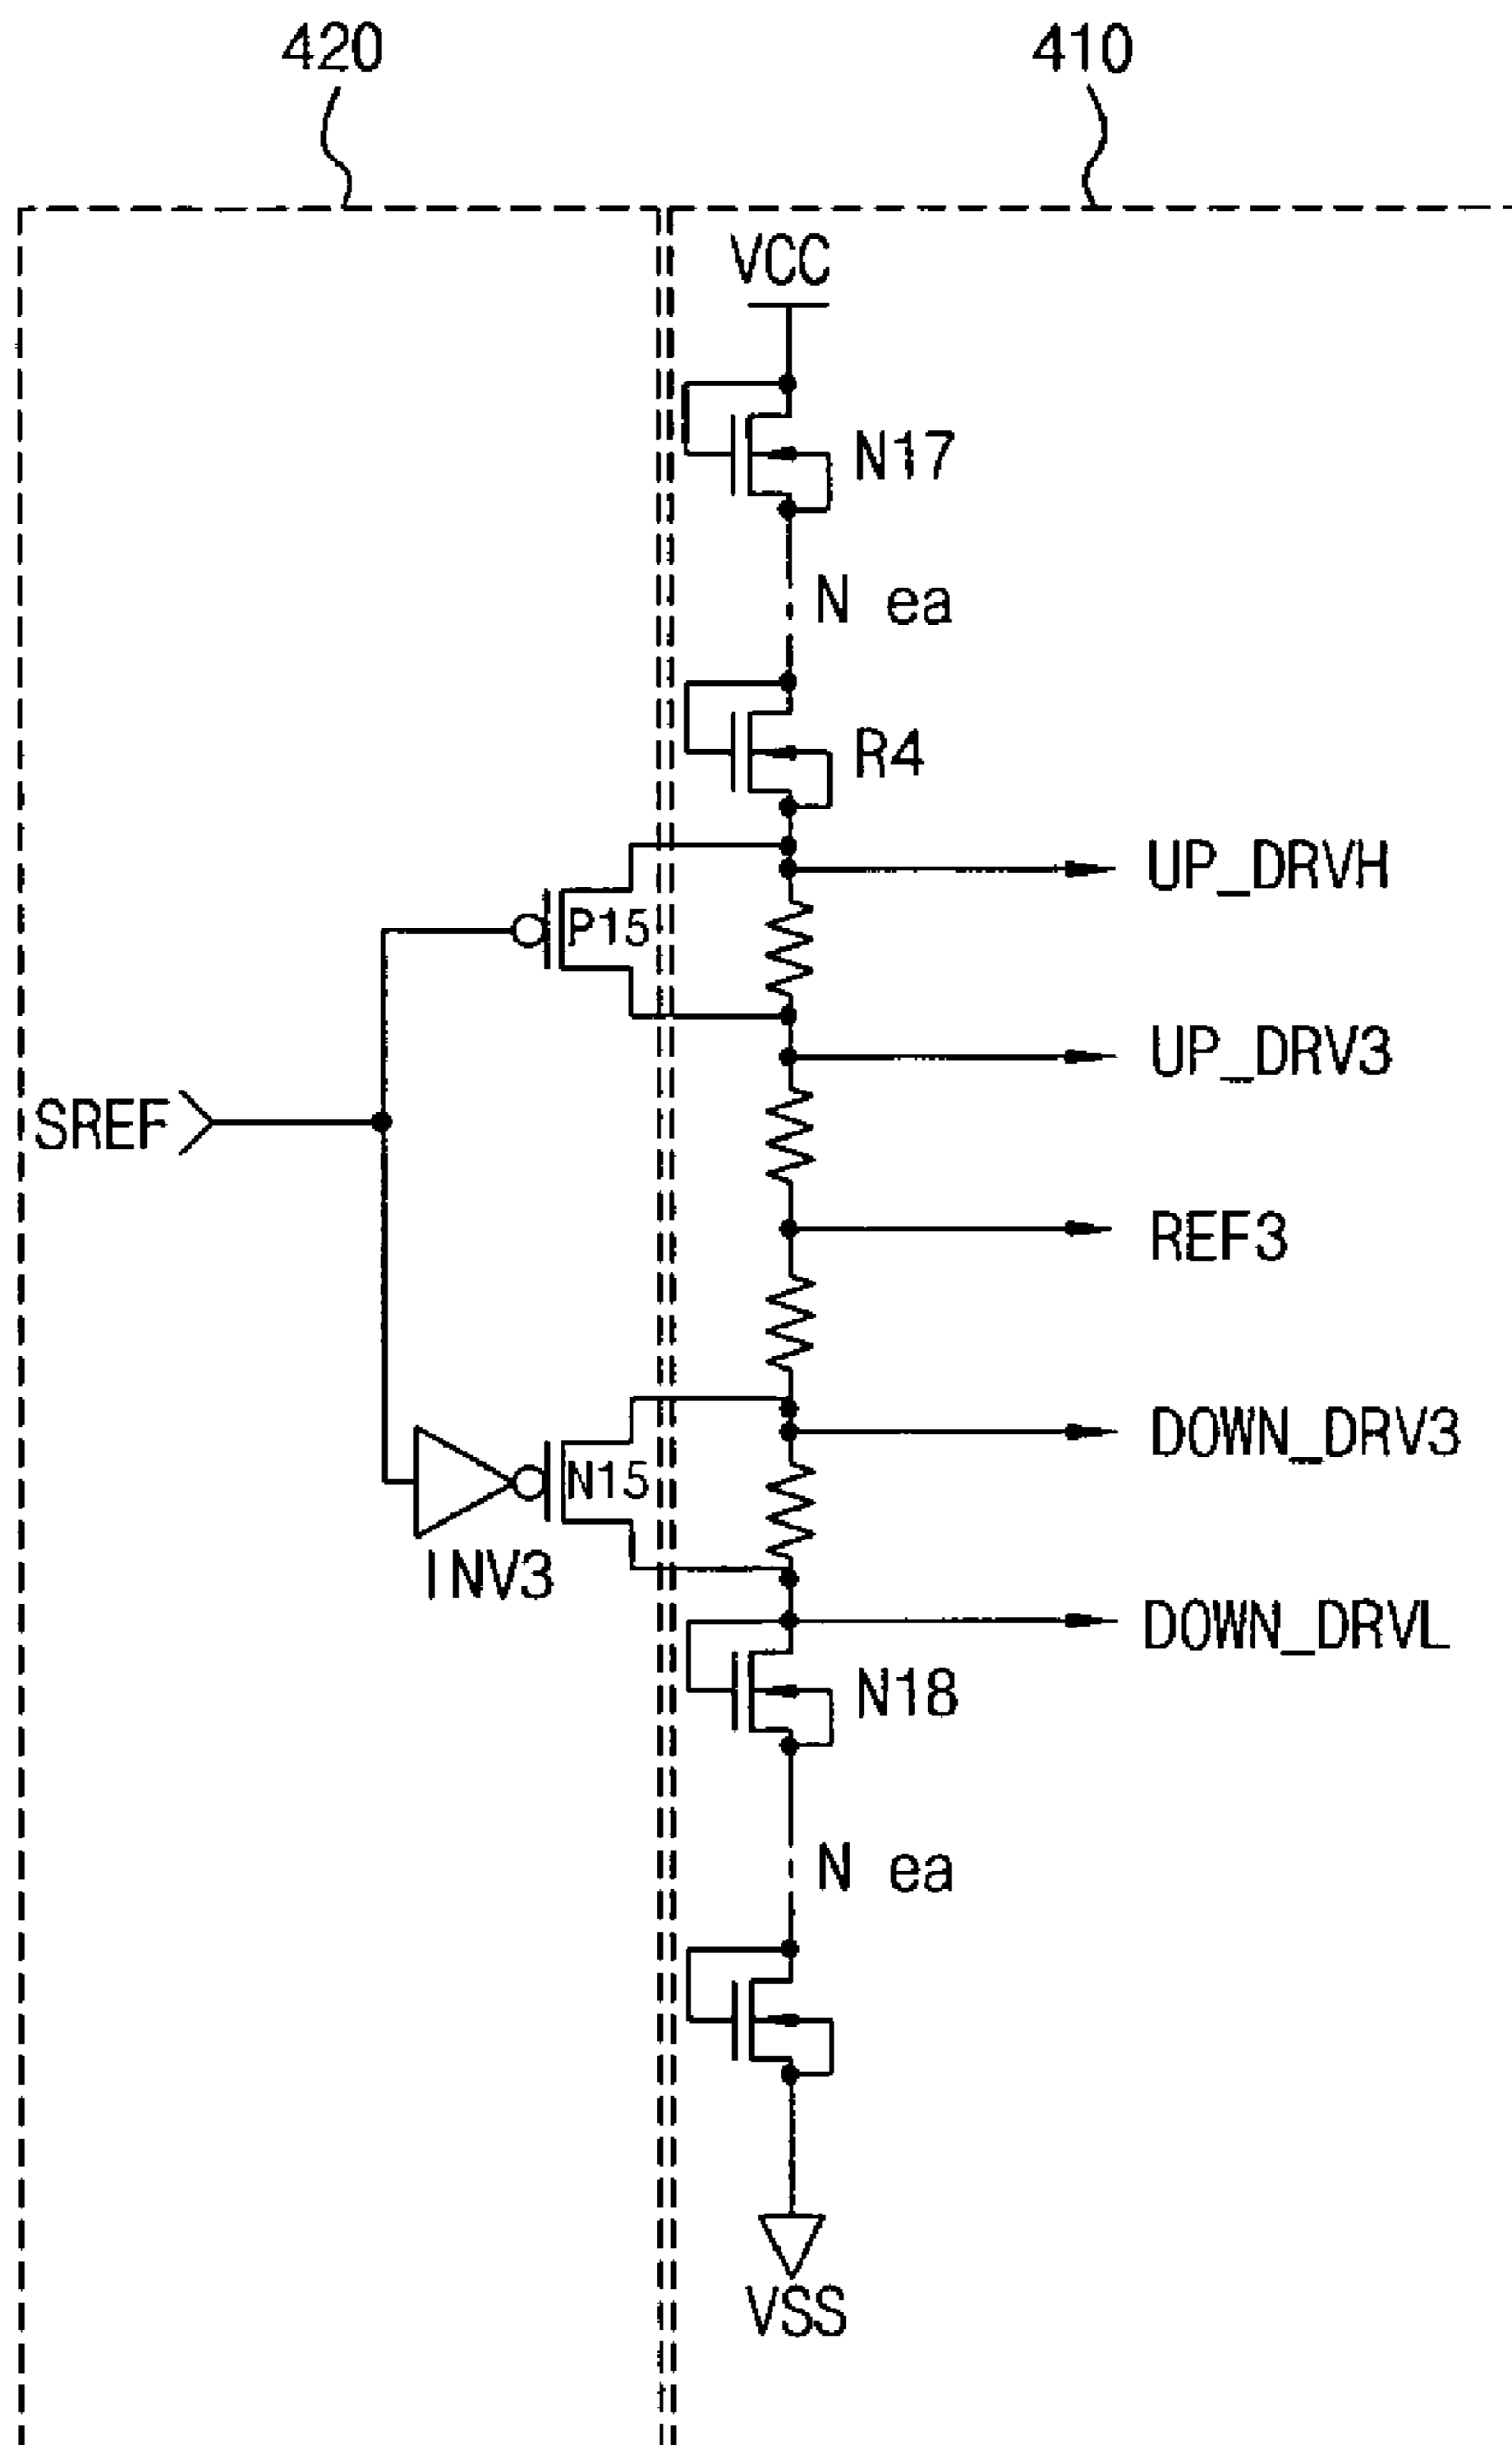 420
410
VCC
N17
N ea
R4
UP_DRVH
P15
UP_DRV3
SREF
REF3
DOWN_DRV3
N15
INV3
DOWN_DRVL
N18
N ea
VSS